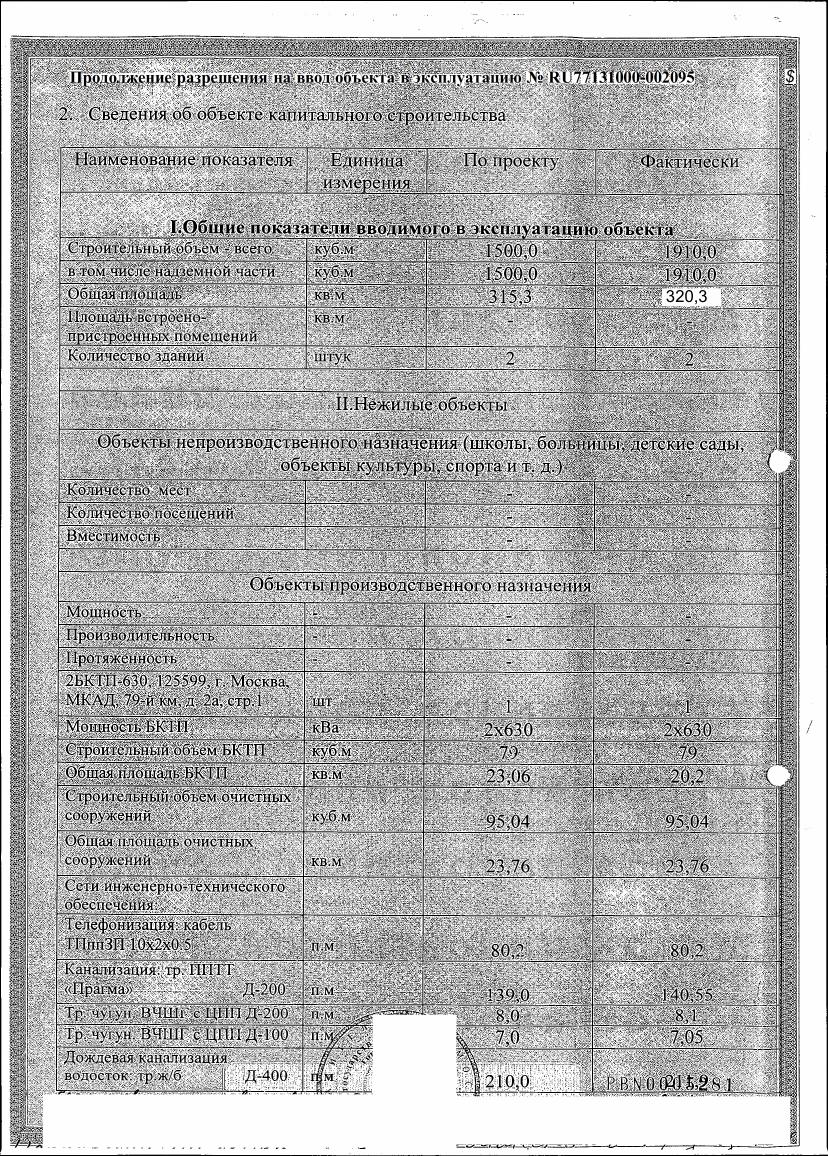 Продолжение разрешения на ввод объекта в эксплуатацию № RU77131000-002095
2. Сведения об объекте капитального строительства
Наименование показателя Единица По проекту Фактически
измерения
I.Общие показатели вводимого в эксплуатацию объекта
Строительный объем - всего куб.м 1500,0 1910,0
в том числе надземной части куб.м 1500,0 1910,0
Общая площадь кв.м 315,3 320,3
Площадь встроено- кв.м - -
пристроенных помещений
Количество зданий штук 2 2
II.Нежилые объекты
Объекты непроизводственного назначения (школы, больницы, детские сады,
объекты культуры, спорта и т. д.)
Количество мест - -
Количество посещений - -
Вместимость - -
Объекты производственного назначения
Мощность - - -
Производительность - - -
Протяженность - - -
2БКТП-630, 125599, г. Москва,
МКАД, 79-й км, д. 2а, стр.1 шт 1 1
Мощность БКТП кВа 2х630 2х630
Строительный объем БКТП куб.м 79 79
Общая площадь БКТП кв.м 23,06 20,2
Строительный объем очистных
сооружений куб.м 95,04 95,04
Общая площадь очистных
сооружений кв.м 23,76 23,76
Сети инженерно-технического
обеспечения:
Телефонизация: кабель
ТПппЗП 10х2х0,5 п.м 80,2 80,2
Канализация: тр. ППТТ
«Прагма» Д-200 п.м 139,0 140,55
Тр. чугун. ВЧШГ с ЦПП Д-200 п.м 8,0 8,1
Тр. чугун. ВЧШГ с ЦПП Д-100 п.м 7,0 7,05
Дождевая канализация
водосток: тр.ж/б Д-400 п.м 210,0